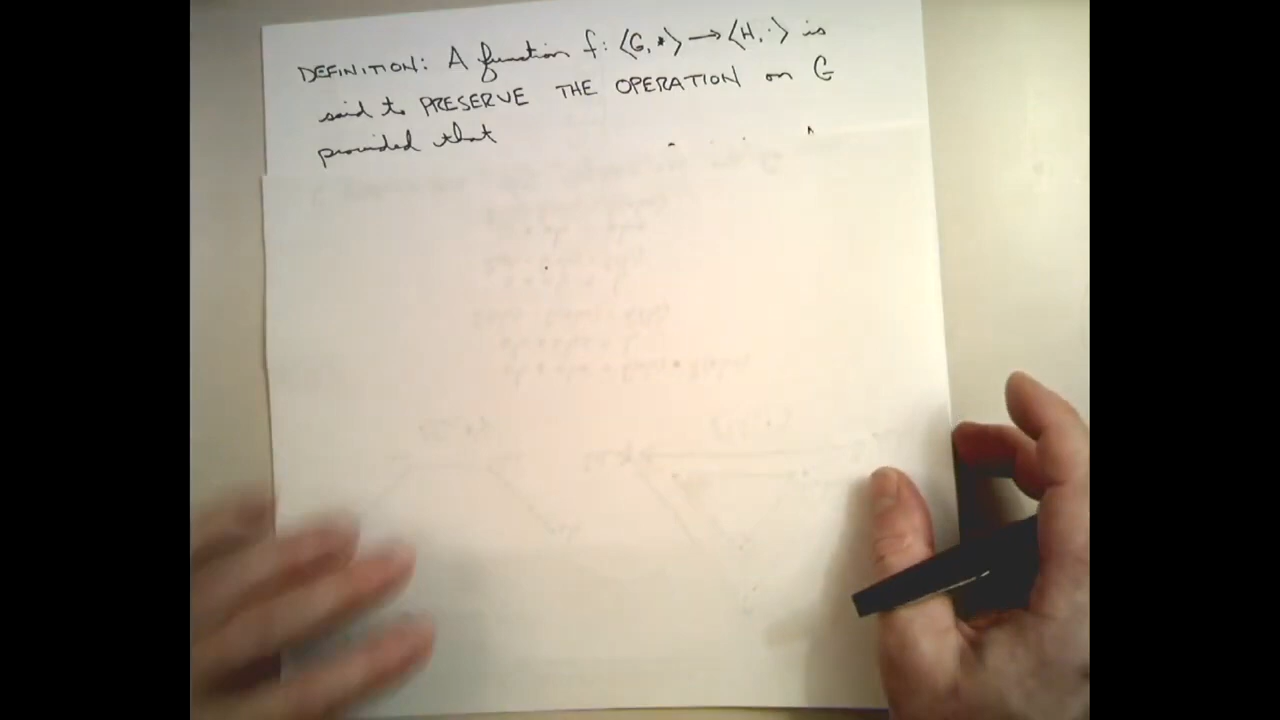 DEFINITION: A function f: ⟨G, *⟩ → ⟨H, ·⟩ is
said to PRESERVE THE OPERATION on G
provided that